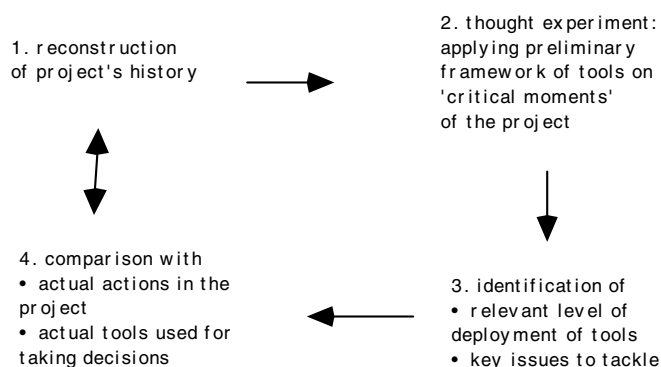 1. reconstruction
of project's history
2. thought experiment:
applying preliminary
framework of tools on
'critical moments'
of the project
3. identification of
• relevant level of
deployment of tools
• key issues to tackle
4. comparison with
• actual actions in the
project
• actual tools used for
taking decisions